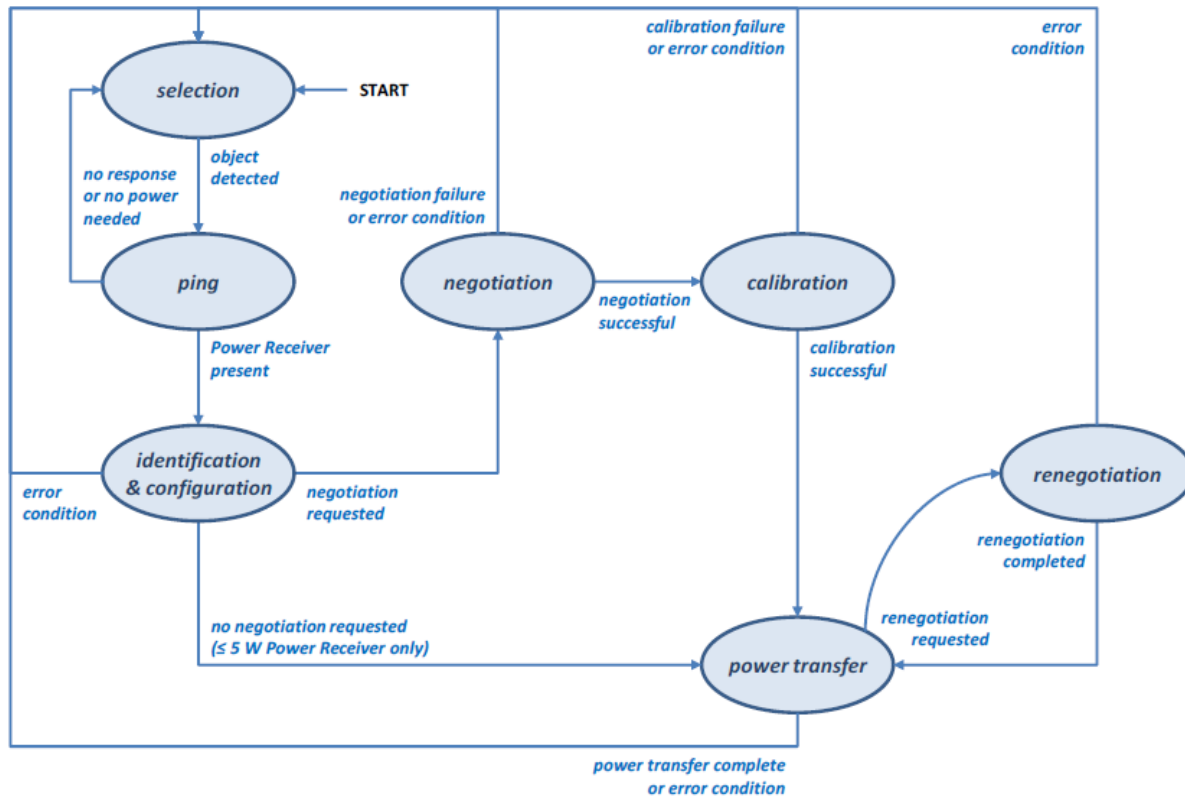 calibration failure
or error condition
error
condition
selection
START
no response
or no power
needed
object
detected
negotiation failure
or error condition
ping
negotiation
negotiation
successful
calibration
Power Receiver
present
calibration
successful
identification
& configuration
error
condition
negotiation
requested
renegotiation
renegotiation
completed
no negotiation requested
(≤ 5 W Power Receiver only)
renegotiation
requested
power transfer
power transfer complete
or error condition